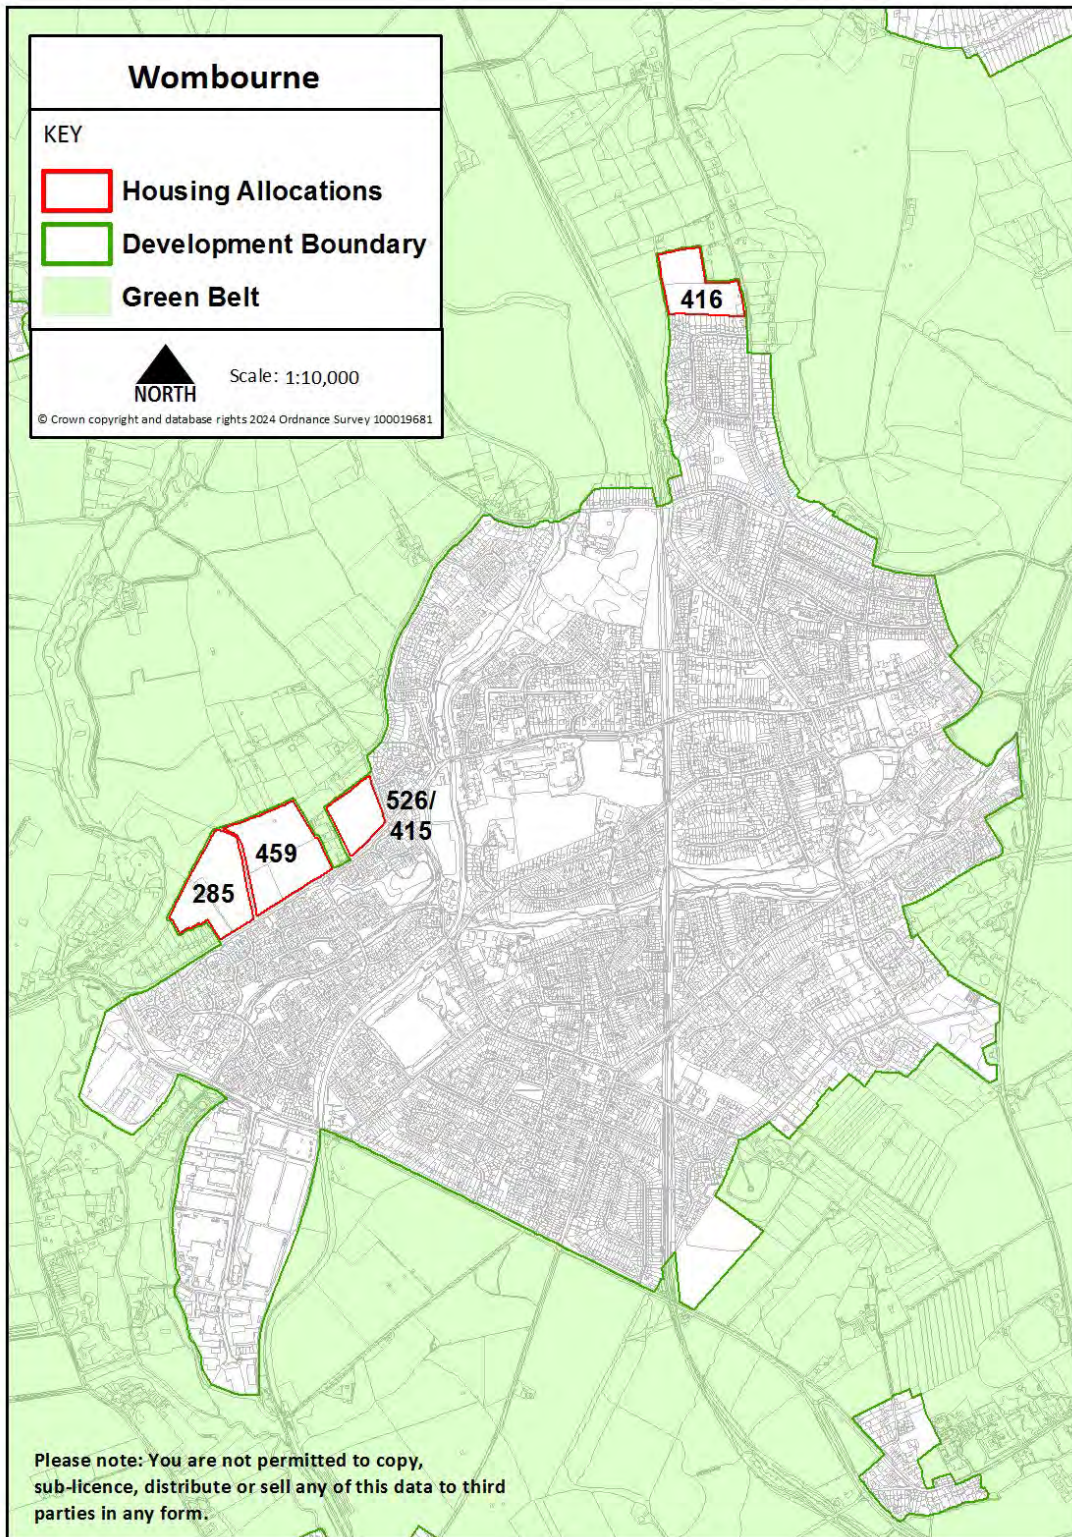 Wombourne
KEY
Housing Allocations
Development Boundary
Green Belt
NORTH
Scale: 1:10,000
© Crown copyright and database rights 2024 Ordnance Survey 100019681
416
526/
415
459
285
Please note: You are not permitted to copy,
sub-licence, distribute or sell any of this data to third
parties in any form.